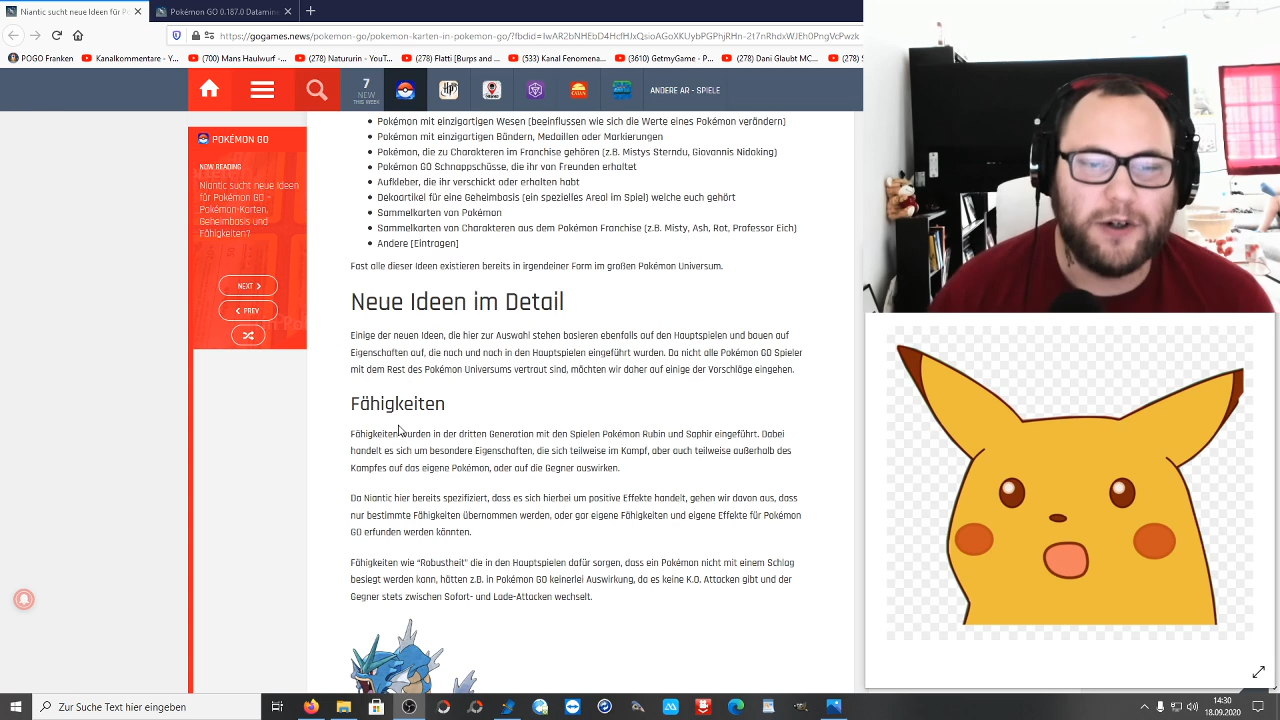 Niantic sucht neue Ideen für P
Pokémon GO 0.187.0 Datamine
https://gogames.news/pokemon-go/pokemon-karten-in-pokemon-go/?fbclid=
POGO Franken
Kanalkommentare - Y...
(700) Mans Haulwurf - ...
(278) Natururin - YouT...
(278) Flatti [Burps and ...
(533) Kanal Fenomena...
(3610) GetmyGame - P...
(278) Dani Glaubt MC...
7
NEW
THIS WEEK
ANDERE AR - SPIELE
POKÉMON GO
NOW READING
Niantic sucht neue Ideen
für Pokémon GO –
Pokémon-Karten,
Geheimbasis und
Fähigkeiten?
NEXT
PREV
Pokémon mit einzigartigen Wesen (beeinflussen wie sich die Werte eines Pokémon verändern)
Pokémon mit einzigartigen Bändern, Medaillen oder Markierungen
Pokémon, die zu Charakteren im Franchise gehören (z.B. Mistys Starmie, Giovannis Nidoking)
Pokémon GO Schnappschüsse, die ihr von Freunden erhaltet
Aufkleber, die ihr verschickt oder erhalten habt
Dekoartikel für eine Geheimbasis (ein spezielles Areal im Spiel) welche euch gehört
Sammelkarten von Pokémon
Sammelkarten von Charakteren aus dem Pokémon Franchise (z.B. Misty, Ash, Rot, Professor Eich)
Andere [Eintragen]
Fast alle dieser Ideen existieren bereits in irgendeiner Form im großen Pokémon Universum.
Neue Ideen im Detail
Einige der neuen Ideen, die hier zur Auswahl stehen basieren ebenfalls auf den Hauptspielen und bauen auf
Eigenschaften auf, die nach und nach in den Hauptspielen eingeführt wurden. Da nicht alle Pokémon GO Spieler
mit dem Rest des Pokémon Universums vertraut sind, möchten wir daher auf einige der Vorschläge eingehen.
Fähigkeiten
Fähigkeiten wurden in der dritten Generation mit den Spielen Pokémon Rubin und Saphir eingeführt. Dabei
handelt es sich um besondere Eigenschaften, die sich teilweise im Kampf, aber auch teilweise außerhalb des
Kampfes auf das eigene Pokémon, oder auf die Gegner auswirken.
Da Niantic hier bereits spezifiziert, dass es sich hierbei um positive Effekte handelt, gehen wir davon aus, dass
nur bestimmte Fähigkeiten übernommen werden, oder gar eigene Fähigkeiten und eigene Effekte für Pokémon
GO erfunden werden könnten.
Fähigkeiten wie "Robustheit" die in den Hauptspielen dafür sorgen, dass ein Pokémon nicht mit einem Schlag
besiegt werden kann, hätten z.B. in Pokémon GO keinerlei Auswirkung, da es keine K.O. Attacken gibt und der
Gegner stets zwischen Sofort- und Lade-Attacken wechselt.
Zur Suche Text hier eingeben
14:30
18.09.2020